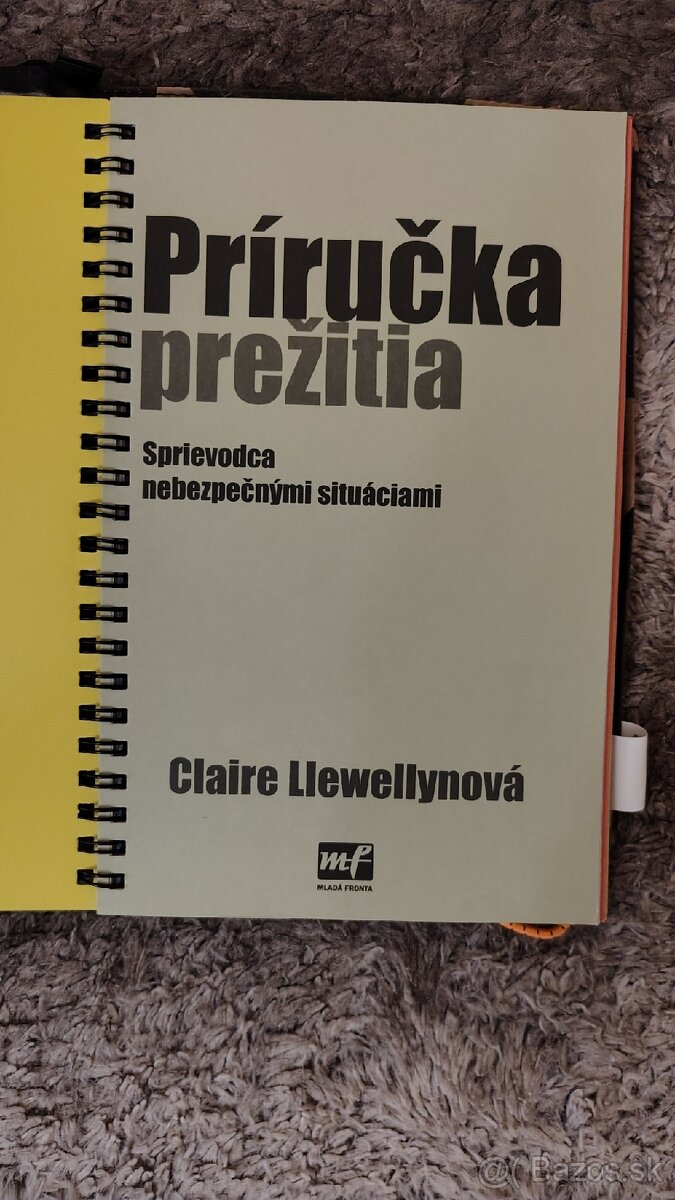 Príručka
prežitia
Sprievodca
nebezpečnými situáciami
Claire Llewellynová
mf
MLADÁ FRONTA
@ Bazos.sk